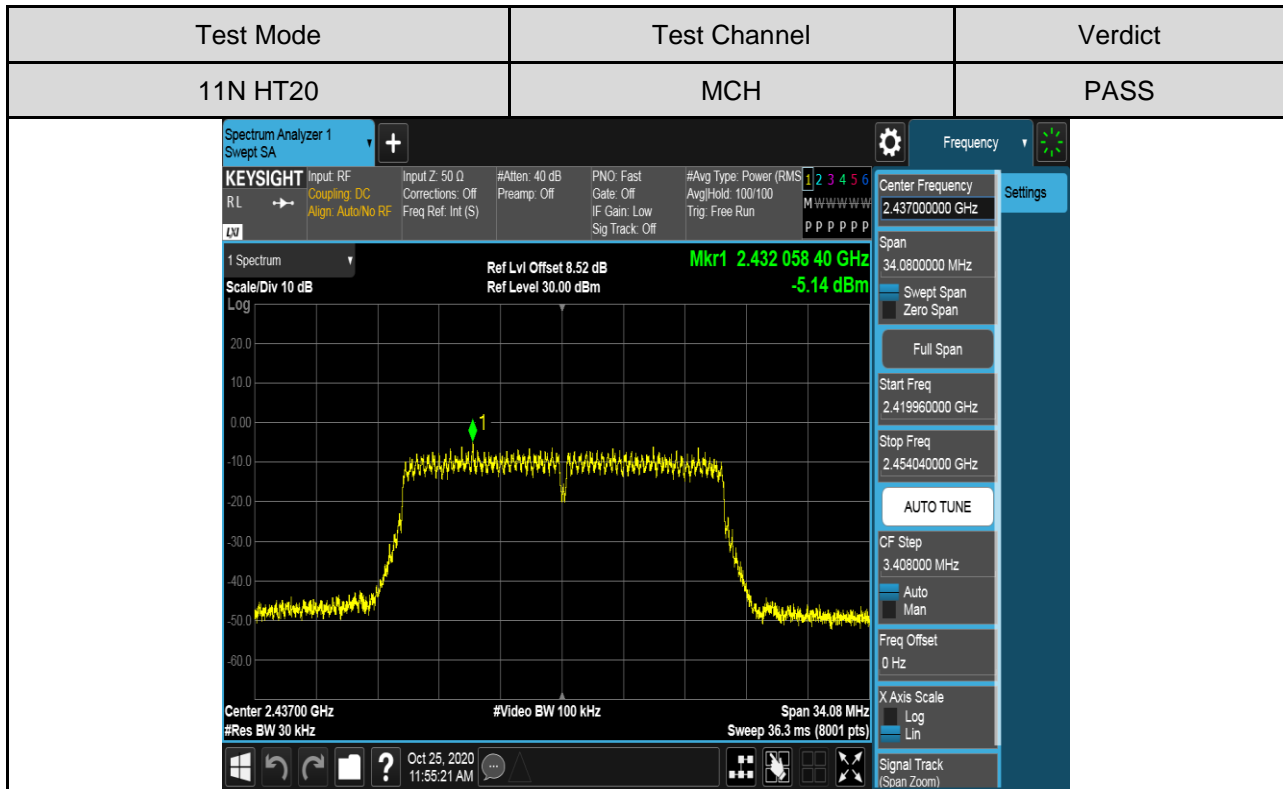 Test Mode Test Channel Verdict
11N HT20 MCH PASS
Spectrum Analyzer 1
Swept SA
+
Frequency
KEYSIGHT
RL
LXI
Input: RF
Coupling: DC
Align: Auto/No RF
Input Z: 50 Ω
Corrections: Off
Freq Ref: Int (S)
#Atten: 40 dB
Preamp: Off
PNO: Fast
Gate: Off
IF Gain: Low
Sig Track: Off
#Avg Type: Power (RMS
Avg|Hold: 100/100
Trig: Free Run
1 2 3 4 5 6
M W W W W W
P P P P P P
Center Frequency
2.437000000 GHz
Settings
1 Spectrum
Scale/Div 10 dB
Ref Lvl Offset 8.52 dB
Ref Level 30.00 dBm
Mkr1 2.432 058 40 GHz
-5.14 dBm
Log
20.0
10.0
0.00
-10.0
-20.0
-30.0
-40.0
-50.0
-60.0
1
Center 2.43700 GHz
#Res BW 30 kHz
#Video BW 100 kHz
Span 34.08 MHz
Sweep 36.3 ms (8001 pts)
Span
34.0800000 MHz
Swept Span
Zero Span
Full Span
Start Freq
2.419960000 GHz
Stop Freq
2.454040000 GHz
AUTO TUNE
CF Step
3.408000 MHz
Auto
Man
Freq Offset
0 Hz
X Axis Scale
Log
Lin
Signal Track
(Span Zoom)
?
Oct 25, 2020
11:55:21 AM